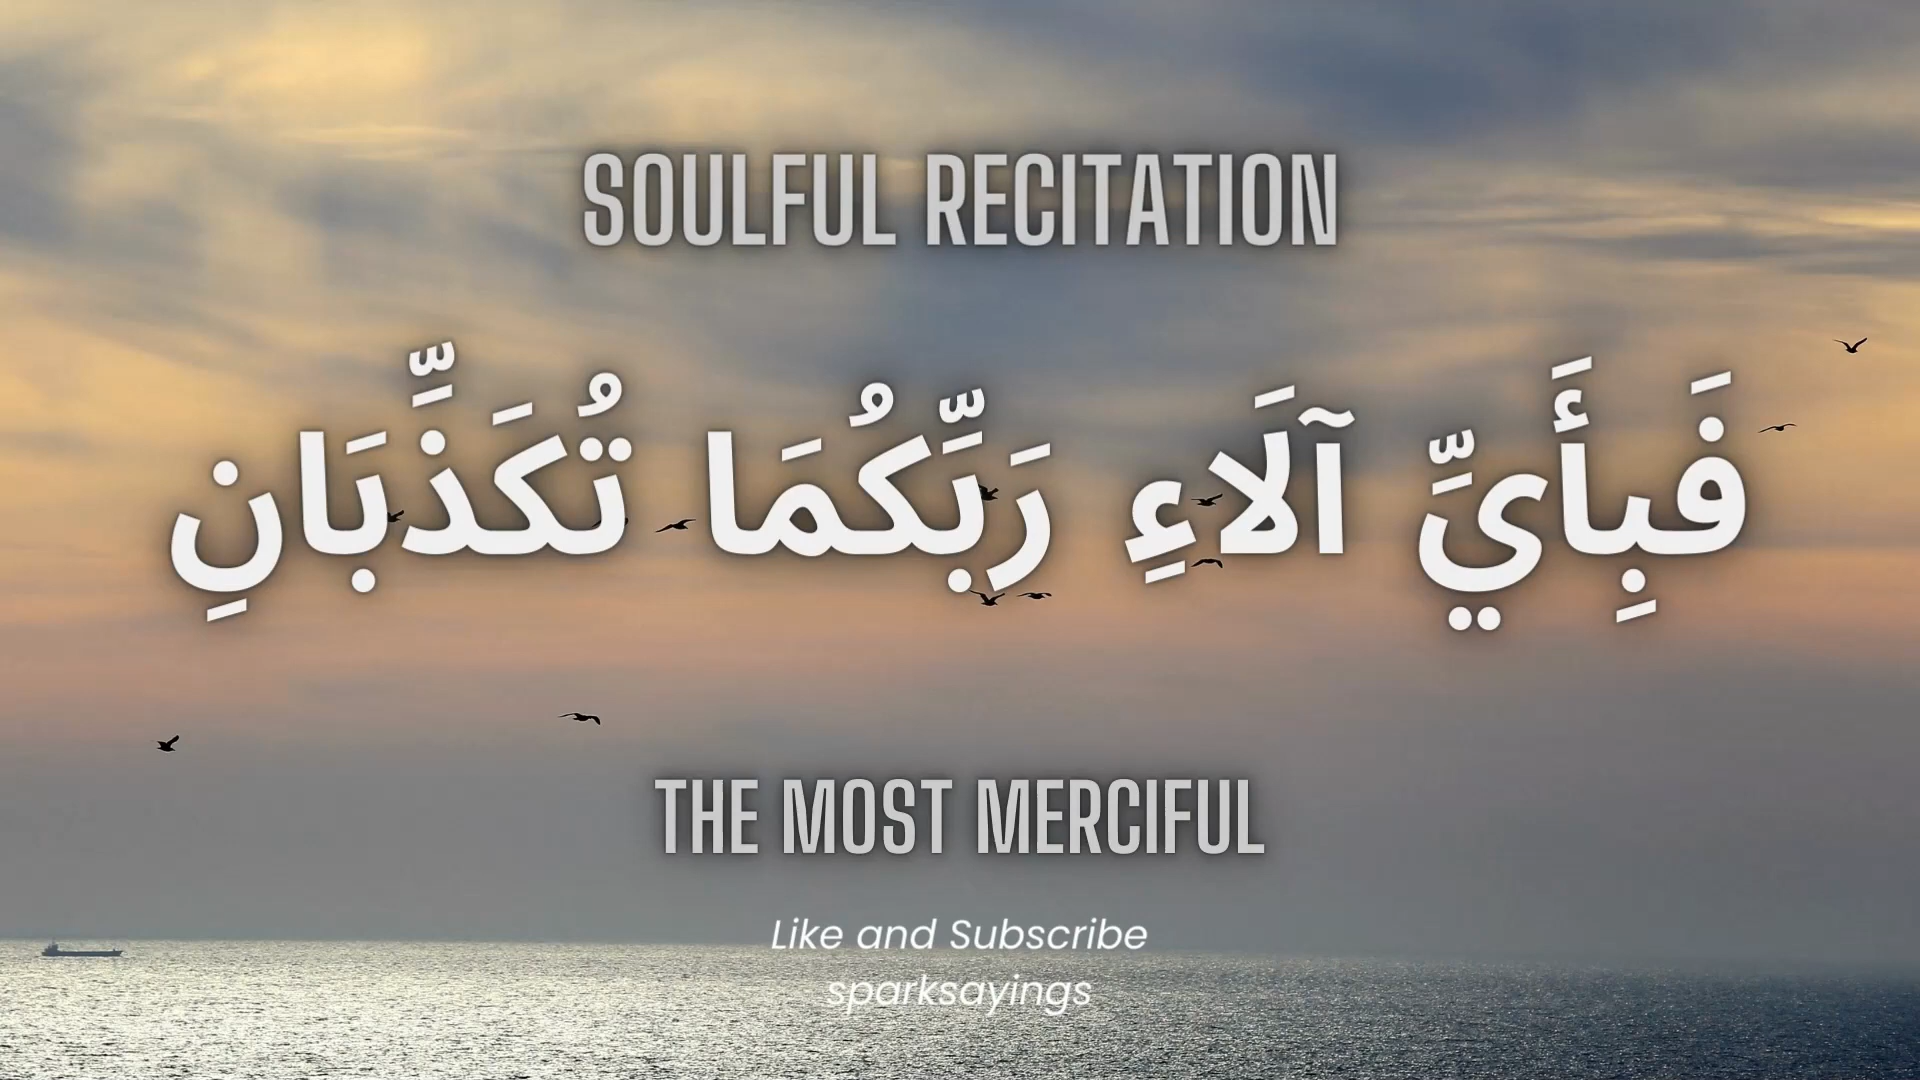 SOULFUL RECITATION
فَبِأَيِّ آلَاءِ رَبِّكُمَا تُكَذِّبَانِ
THE MOST MERCIFUL
Like and Subscribe
sparksayings